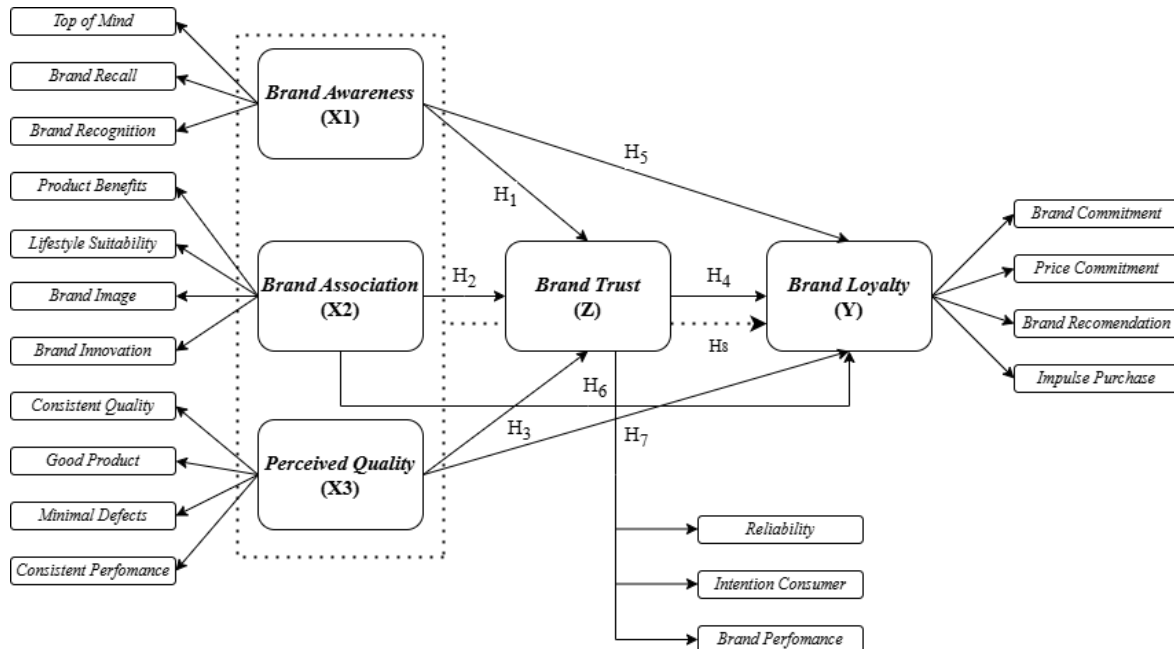 Top of Mind
Brand Recall
Brand Recognition
Product Benefits
Lifestyle Suitability
Brand Image
Brand Innovation
Consistent Quality
Good Product
Minimal Defects
Consistent Perfomance
Brand Awareness
(X1)
Brand Association
(X2)
Perceived Quality
(X3)
H1
H2
H3
H5
Brand Trust
(Z)
H4
H8
H6
H7
Brand Loyalty
(Y)
Brand Commitment
Price Commitment
Brand Recomendation
Impulse Purchase
Reliability
Intention Consumer
Brand Perfomance